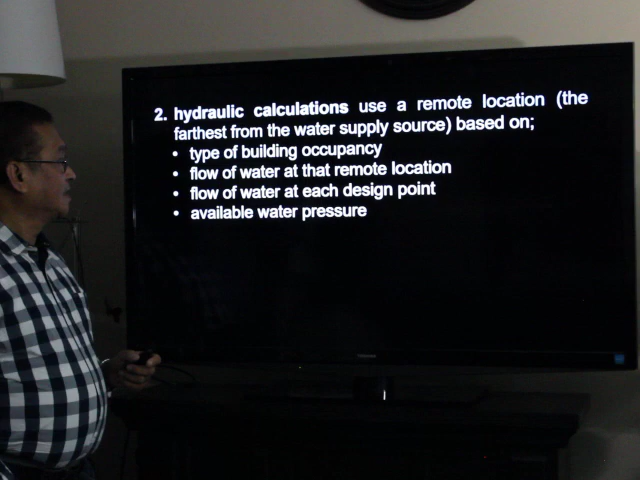 2. hydraulic calculations use a remote location (the
farthest from the water supply source) based on;
• type of building occupancy
• flow of water at that remote location
• flow of water at each design point
• available water pressure